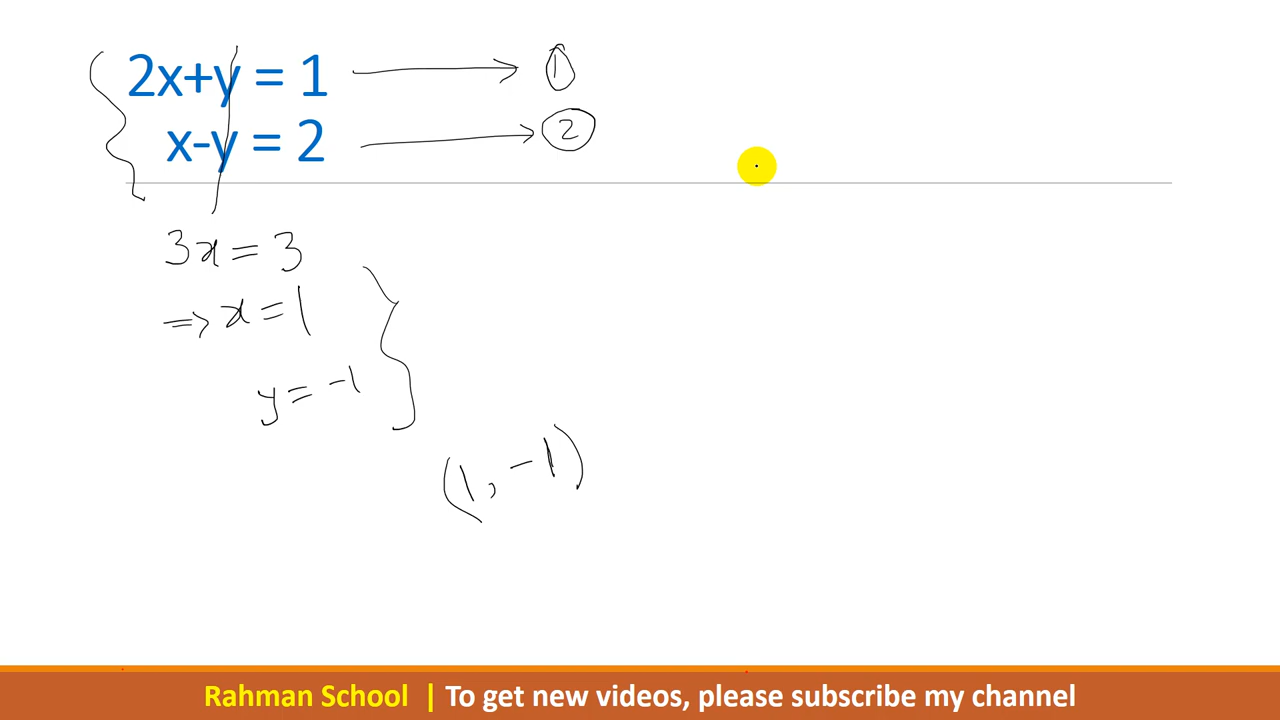 2x+y = 1 → 1
x-y = 2 → 2
3x = 3
⇒ x = 1
y = -1
(1, -1)
Rahman School | To get new videos, please subscribe my channel